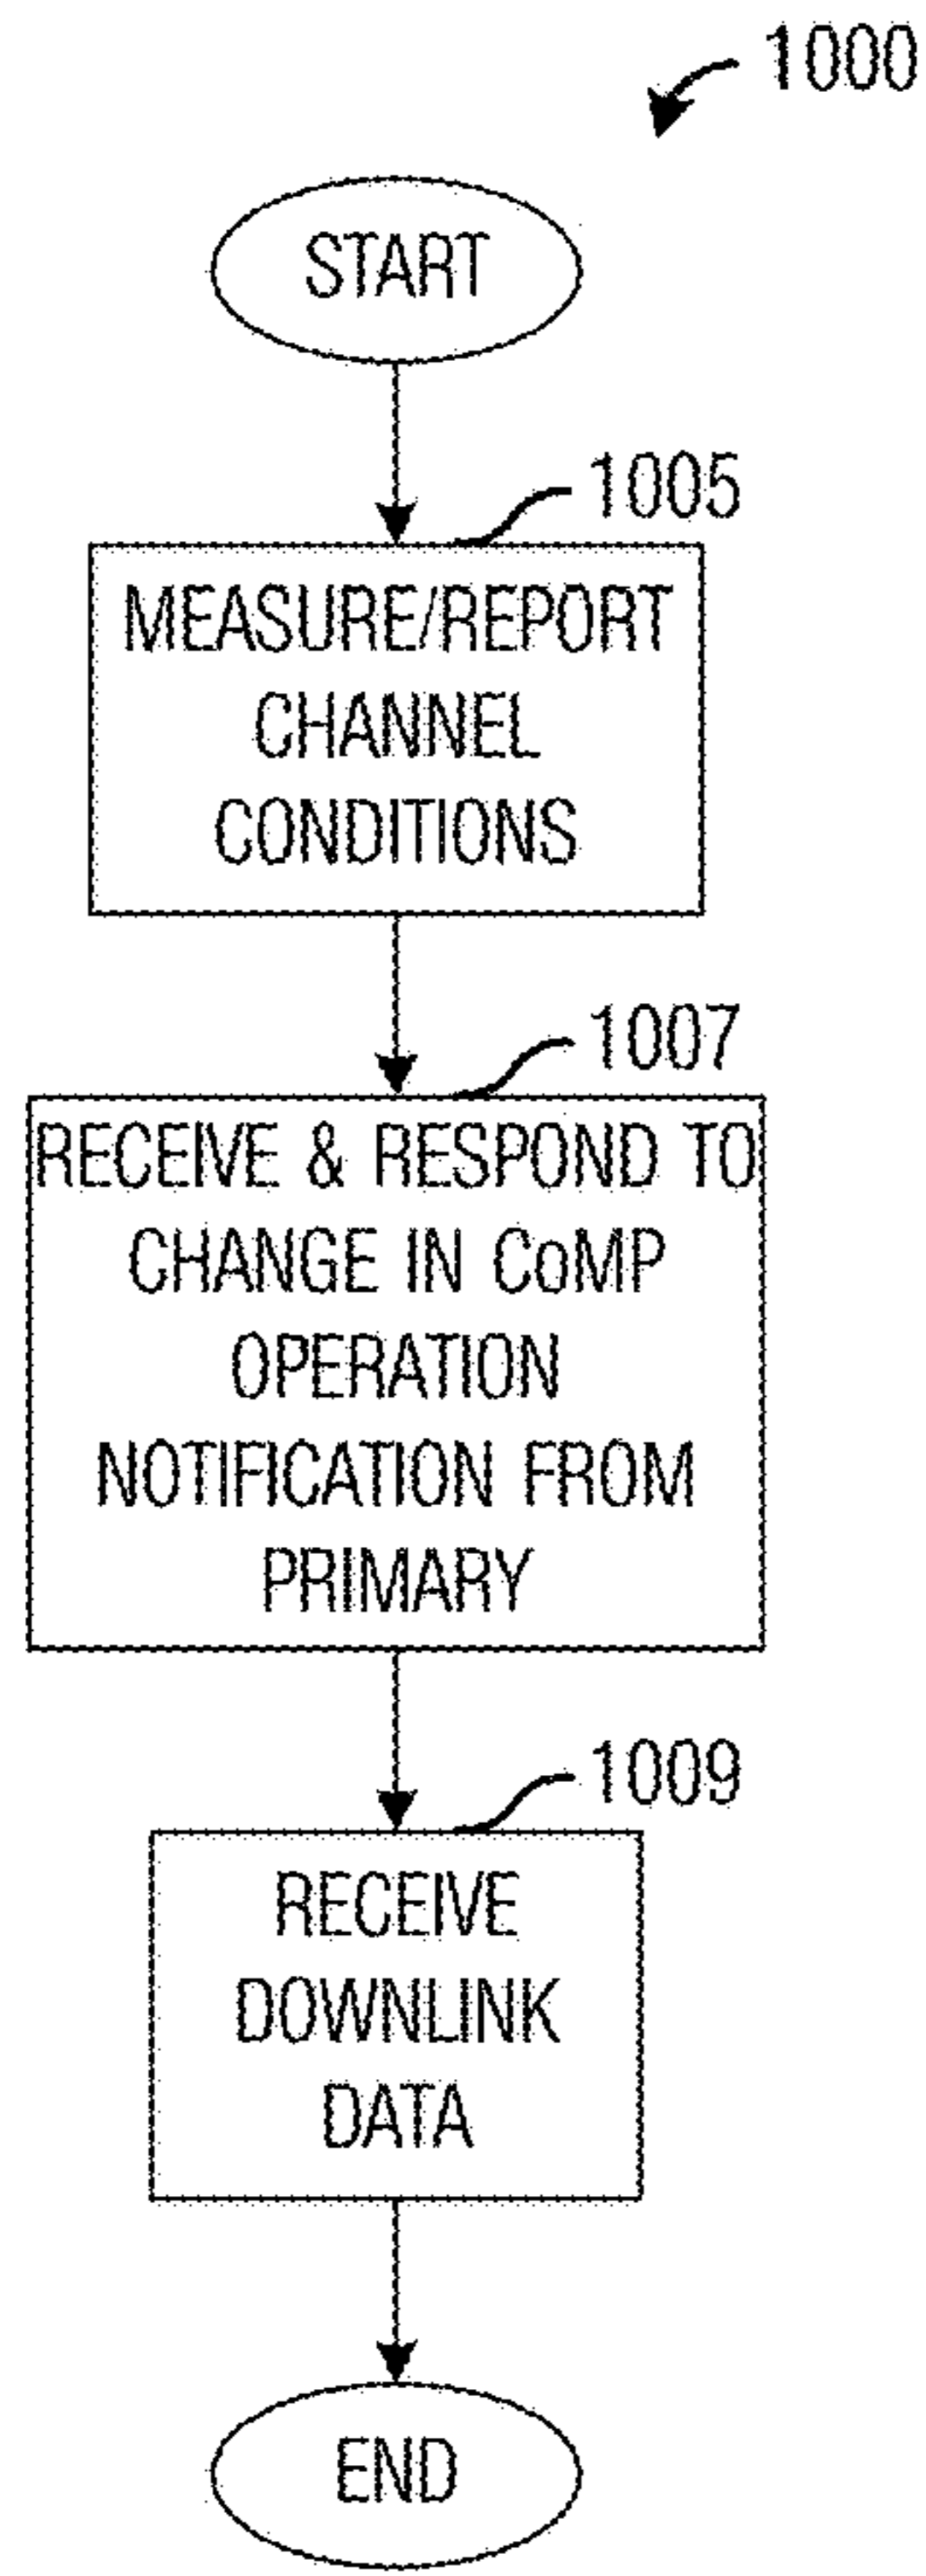 1000
START
1005
MEASURE/REPORT
CHANNEL
CONDITIONS
1007
RECEIVE & RESPOND TO
CHANGE IN CoMP
OPERATION
NOTIFICATION FROM
PRIMARY
1009
RECEIVE
DOWNLINK
DATA
END